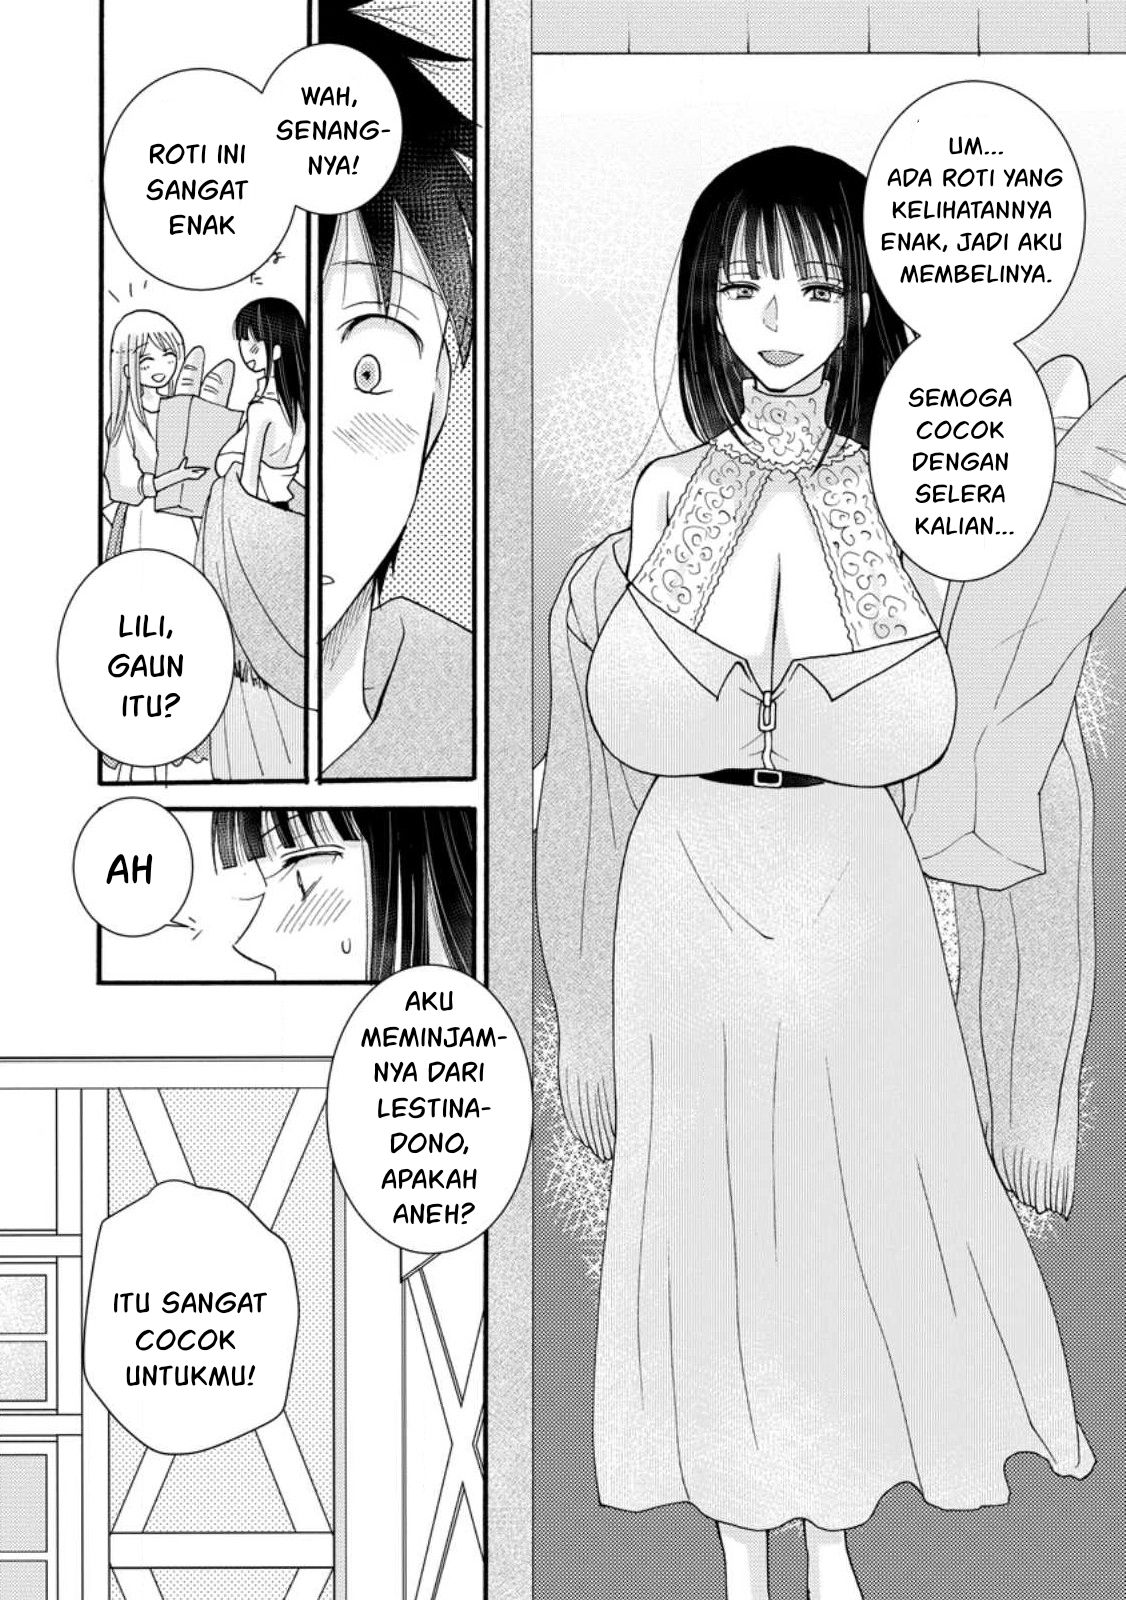 UM...
ADA ROTI YANG
KELIHATANNYA
ENAK, JADI AKU
MEMBELINYA.
SEMOGA
COCOK
DENGAN
SELERA
KALIAN...
WAH,
SENANG-
NYA!
ROTI INI
SANGAT
ENAK
LILI,
GAUN
ITU?
AH
AKU
MEMINJAM-
NYA DARI
LESTINA-
DONO,
APAKAH
ANEH?
ITU SANGAT
COCOK
UNTUKMU!